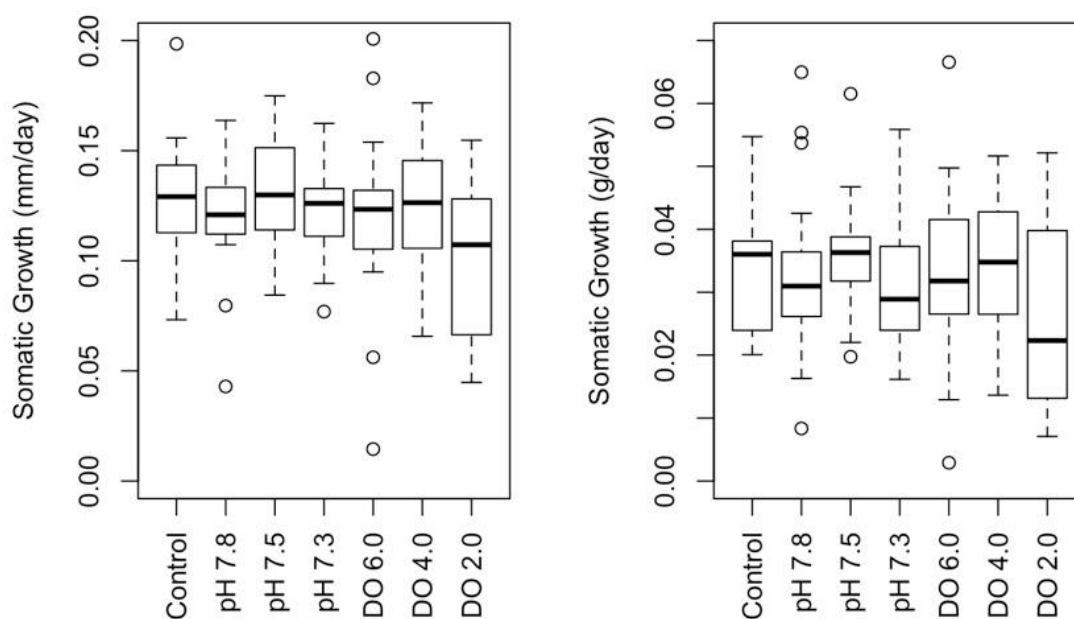 Somatic Growth (mm/day)
0.20
0.15
0.10
0.05
0.00
Control
pH 7.8
pH 7.5
pH 7.3
DO 6.0
DO 4.0
DO 2.0
Somatic Growth (g/day)
0.06
0.04
0.02
0.00
Control
pH 7.8
pH 7.5
pH 7.3
DO 6.0
DO 4.0
DO 2.0